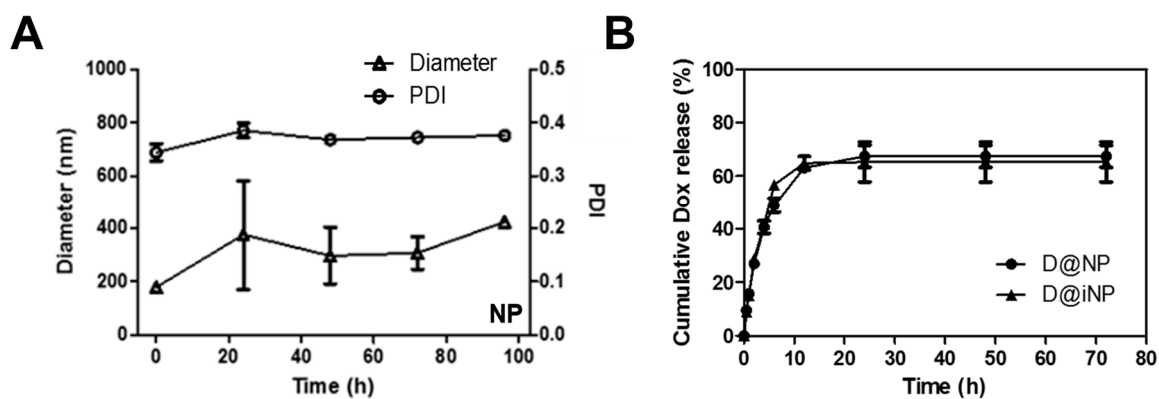 A
Diameter
PDI
1000
800
600
400
200
0
Diameter (nm)
0.5
0.4
0.3
0.2
0.1
0.0
PDI
NP
0 20 40 60 80 100
Time (h)
B
100
80
60
40
20
0
Cumulative Dox release (%)
D@NP
D@iNP
0 10 20 30 40 50 60 70 80
Time (h)